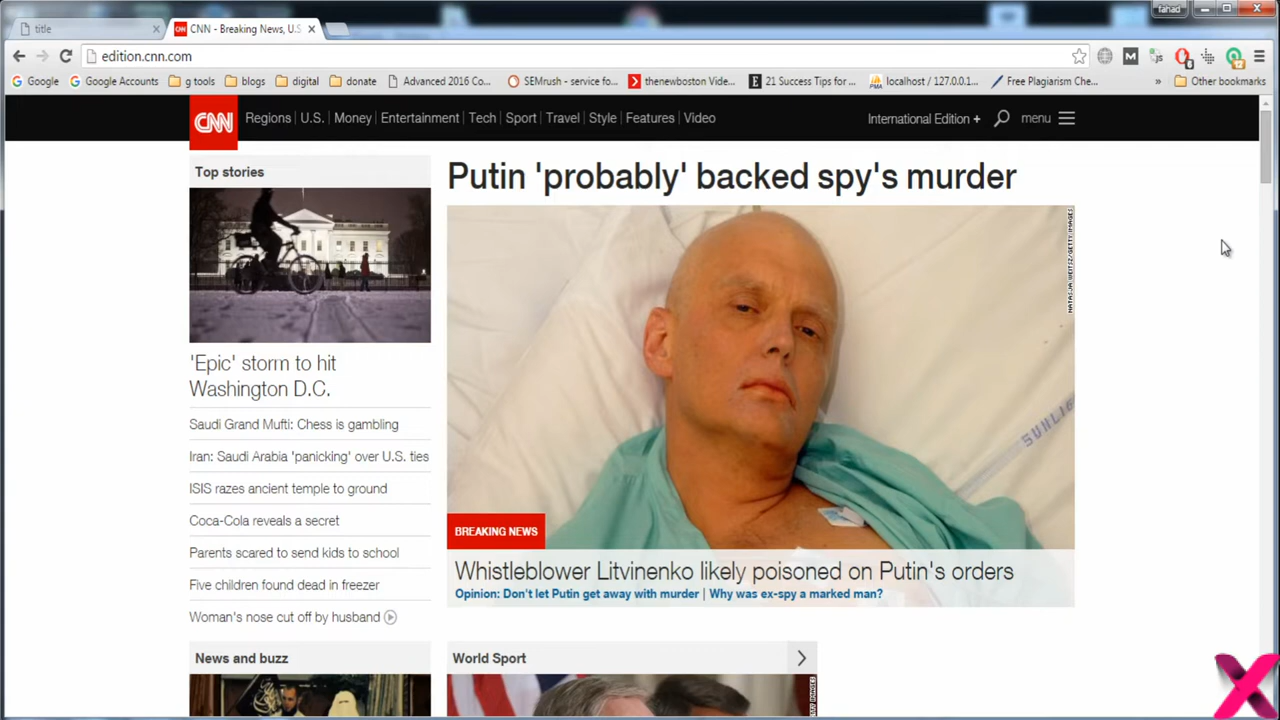 fahad
title
CNN - Breaking News, U.S
edition.cnn.com
Google
Google Accounts
g tools
blogs
digital
donate
Advanced 2016 Co...
SEMrush - service fo...
thenewboston Vide...
21 Success Tips for ...
localhost / 127.0.0.1...
Free Plagiarism Che...
»
Other bookmarks
CNN
Regions
U.S.
Money
Entertainment
Tech
Sport
Travel
Style
Features
Video
International Edition +
menu
Top stories
'Epic' storm to hit
Washington D.C.
Saudi Grand Mufti: Chess is gambling
Iran: Saudi Arabia 'panicking' over U.S. ties
ISIS razes ancient temple to ground
Coca-Cola reveals a secret
Parents scared to send kids to school
Five children found dead in freezer
Woman's nose cut off by husband
News and buzz
Putin 'probably' backed spy's murder
NATASJA WEITSZ/GETTY IMAGES
SUNLIG
BREAKING NEWS
Whistleblower Litvinenko likely poisoned on Putin's orders
Opinion: Don't let Putin get away with murder | Why was ex-spy a marked man?
World Sport